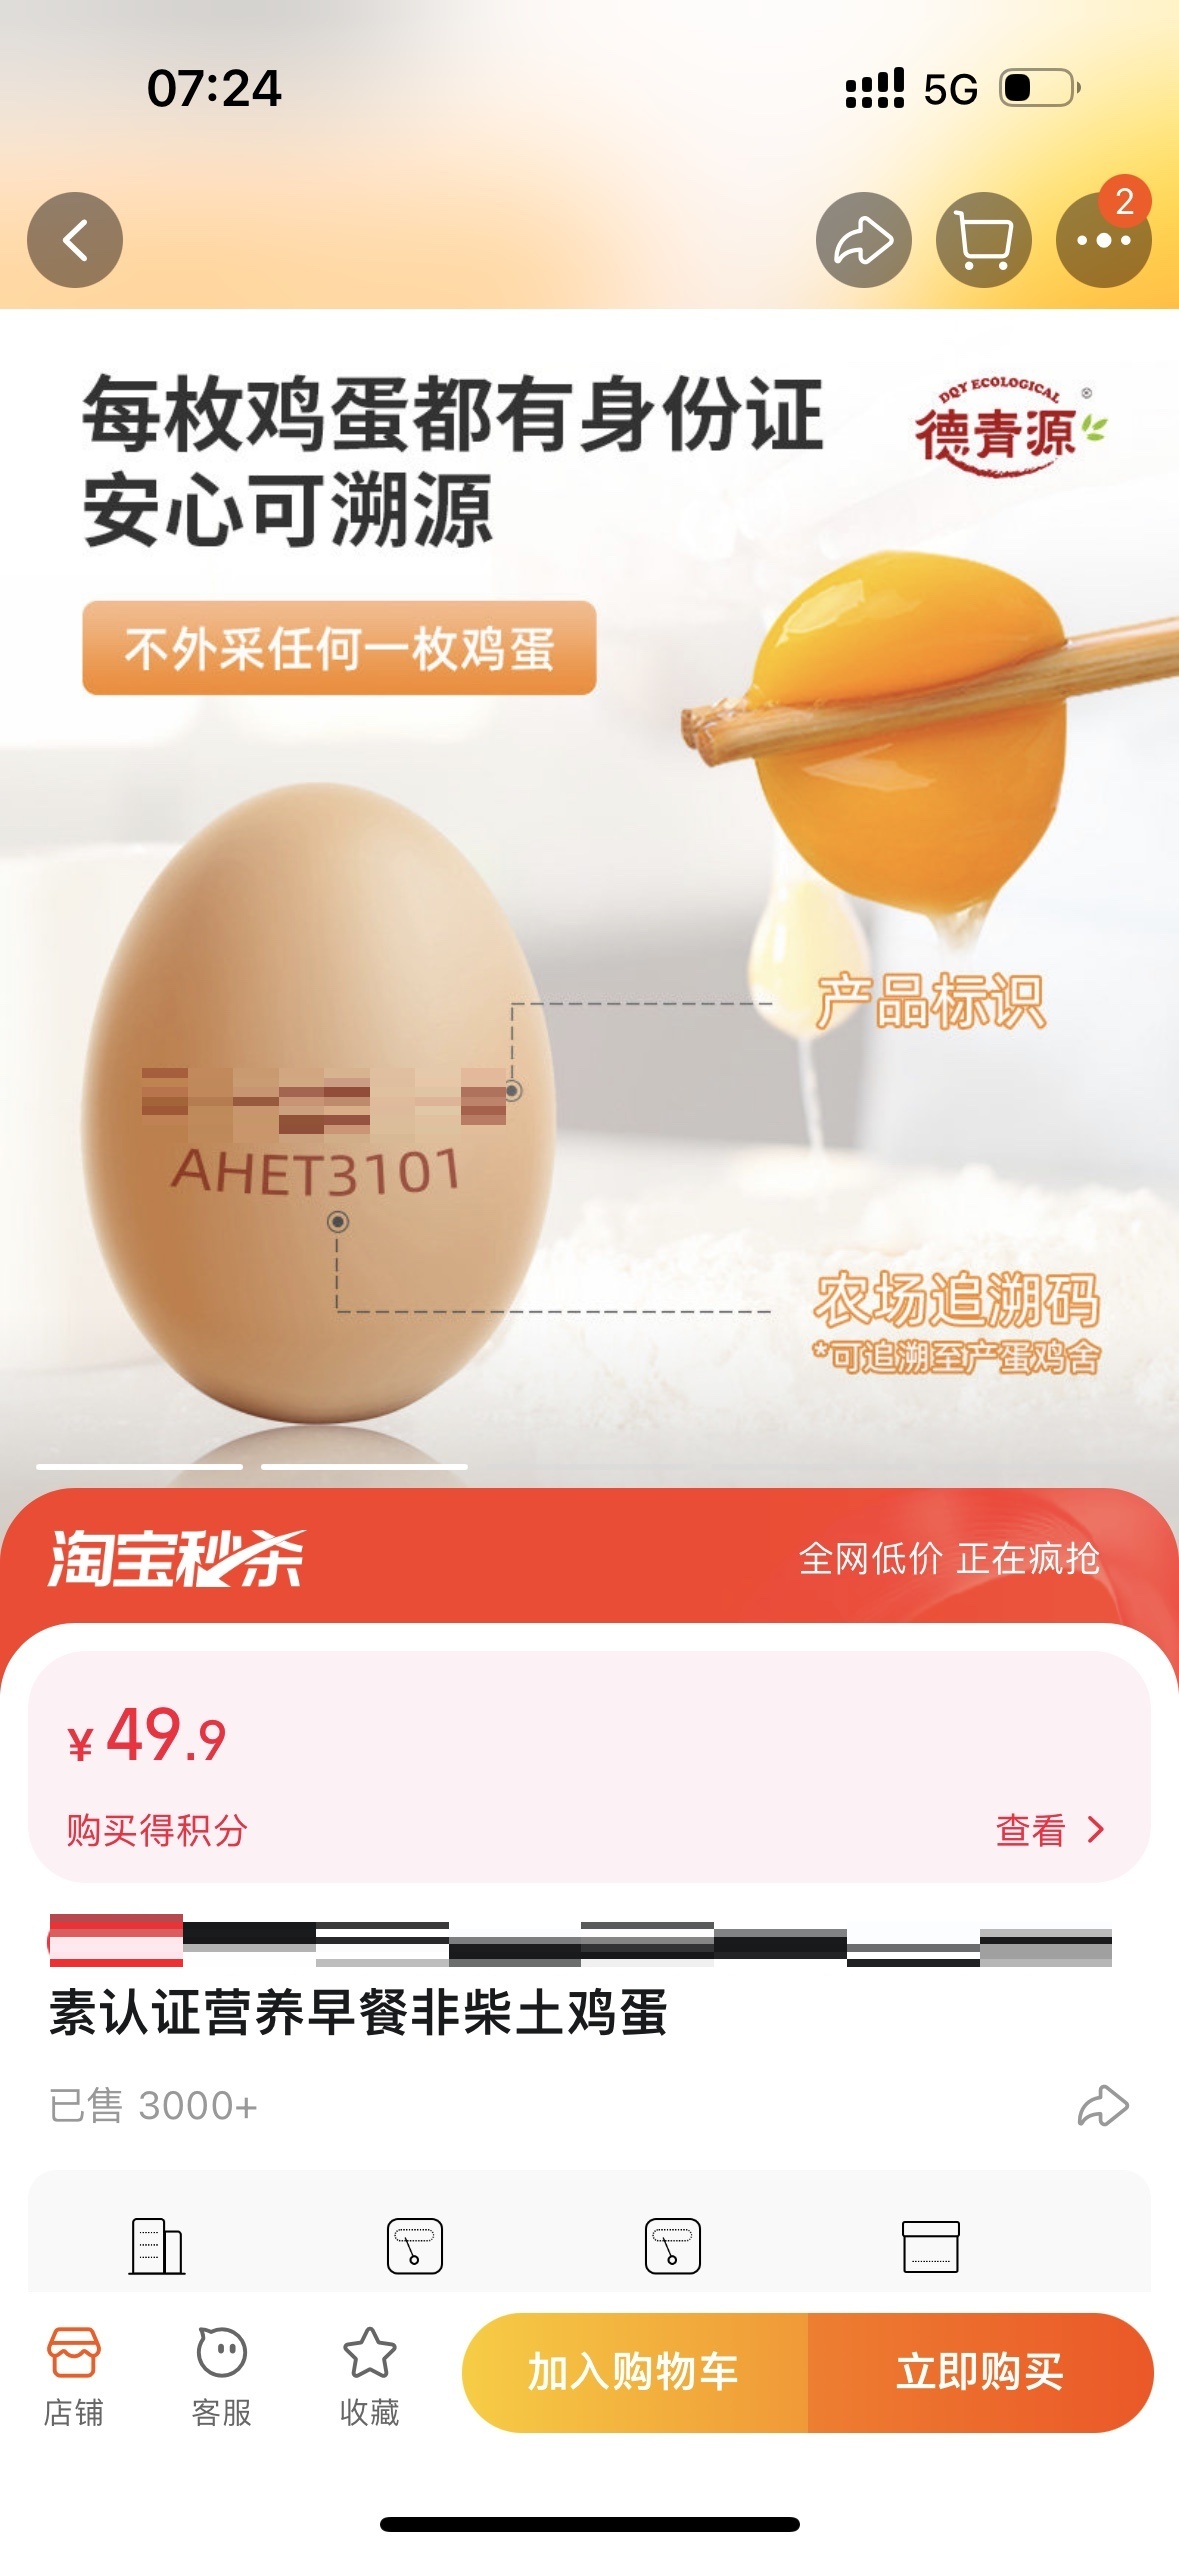 07:24
5G
2
每枚鸡蛋都有身份证
安心可溯源
DQY ECOLOGICAL
德青源
®
不外采任何一枚鸡蛋
产品标识
AHET3101
农场追溯码
*可追溯至产蛋鸡舍
淘宝秒杀
全网低价 正在疯抢
¥49.9
购买得积分
查看
素认证营养早餐非柴土鸡蛋
已售 3000+
店铺
客服
收藏
加入购物车
立即购买